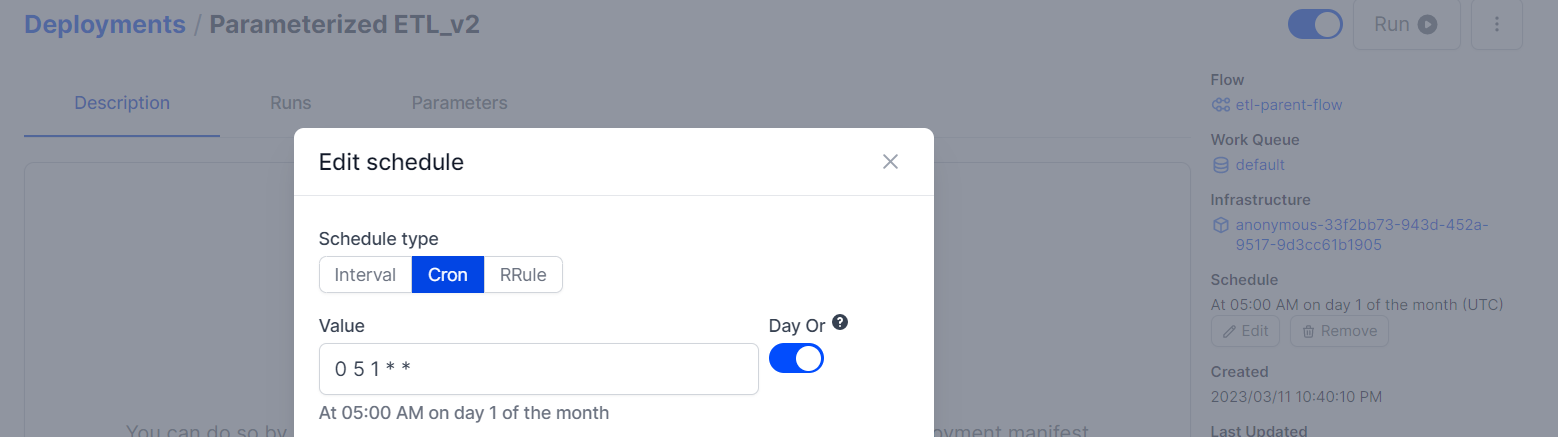 Deployments / Parameterized ETL_v2
Run
Description Runs Parameters
Edit schedule
Schedule type
Interval Cron RRule
Value
Day Or ?
0 5 1 * *
At 05:00 AM on day 1 of the month
You can do so by
oyment manifest
Flow
etl-parent-flow
Work Queue
default
Infrastructure
anonymous-33f2bb73-943d-452a-
9517-9d3cc61b1905
Schedule
At 05:00 AM on day 1 of the month (UTC)
Edit Remove
Created
2023/03/11 10:40:10 PM
Last Updated